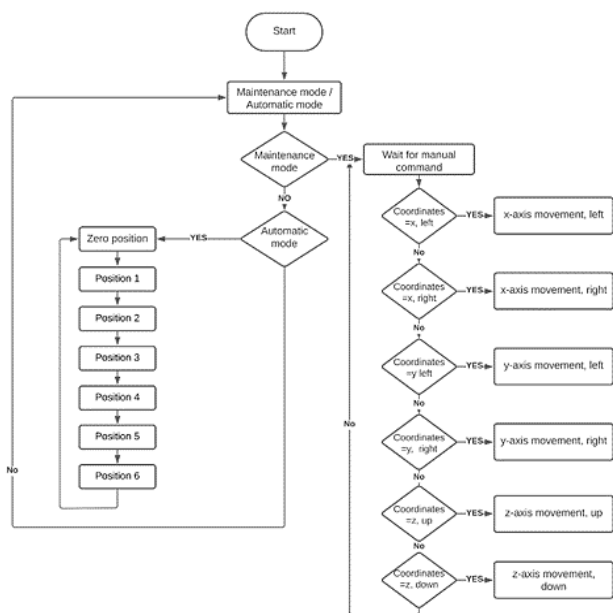 Start
Maintenance mode /
Automatic mode
Maintenance
mode
YES
Wait for manual
command
NO
Automatic
mode
YES
Zero position
Position 1
Position 2
Position 3
Position 4
Position 5
Position 6
No
Coordinates
=x, left
YES
x-axis movement, left
No
Coordinates
=x, right
YES
x-axis movement, right
No
Coordinates
=y left
YES
y-axis movement, left
No
No
Coordinates
=y, right
YES
y-axis movement, right
No
Coordinates
=z, up
YES
z-axis movement, up
No
Coordinates
=z, down
YES
z-axis movement,
down